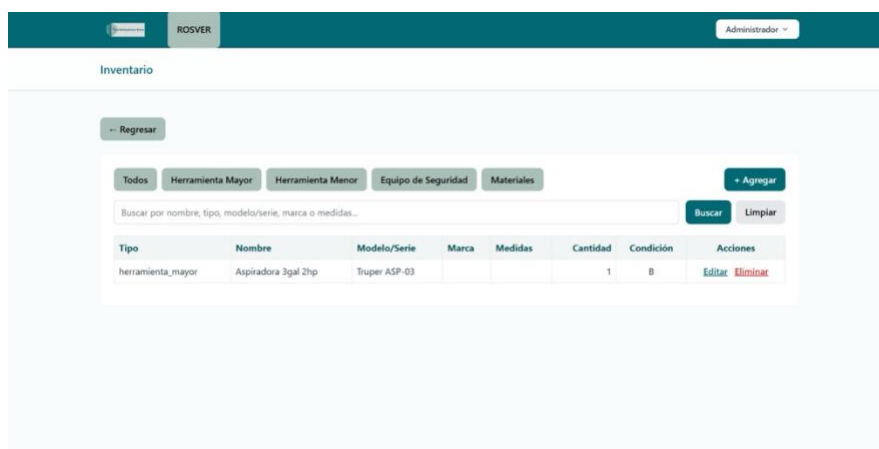 ROSVER
Administrador
Inventario
← Regresar
Todos Herramienta Mayor Herramienta Menor Equipo de Seguridad Materiales + Agregar
Buscar por nombre, tipo, modelo/serie, marca o medidas... Buscar Limpiar
Tipo Nombre Modelo/Serie Marca Medidas Cantidad Condición Acciones
herramienta_mayor Aspiradora 3gal 2hp Truper ASP-03 1 B Editar Eliminar